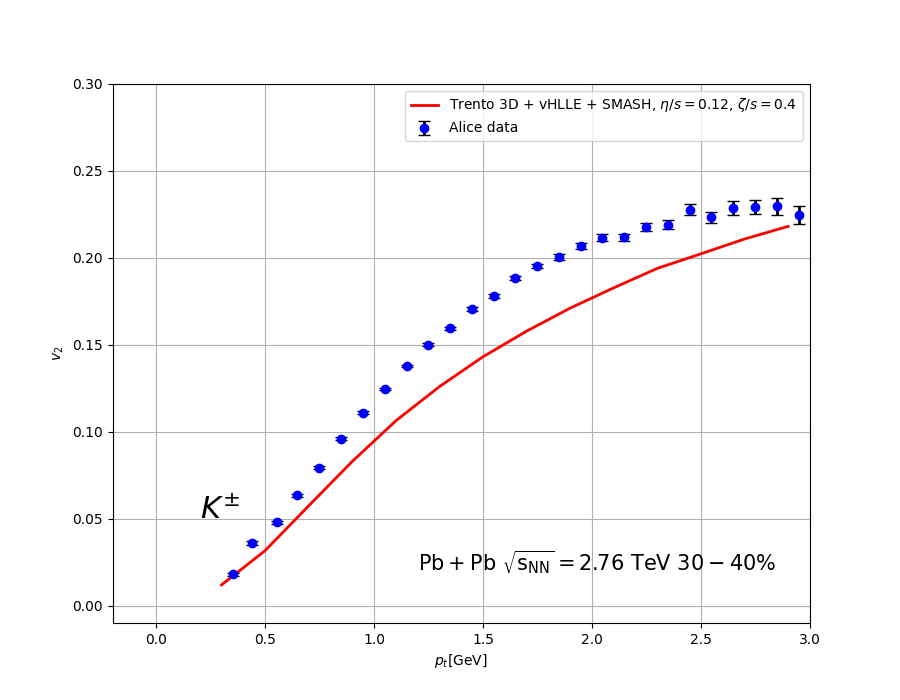 0.30
Trento 3D + vHLLE + SMASH, η/s = 0.12, ζ/s = 0.4
Alice data
0.25
0.20
0.15
0.10
0.05
0.00
v₂
K±
Pb + Pb √sNN = 2.76 TeV 30 − 40%
0.0 0.5 1.0 1.5 2.0 2.5 3.0
pₜ[GeV]